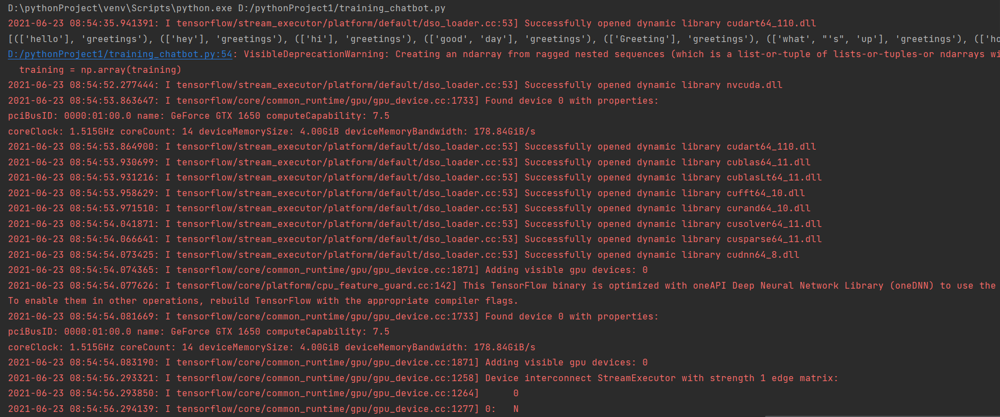 D:\pythonProject\venv\Scripts\python.exe D:/pythonProject1/training_chatbot.py
2021-06-23 08:54:35.941391: I tensorflow/stream_executor/platform/default/dso_loader.cc:53] Successfully opened dynamic library cudart64_110.dll
[(['hello'], 'greetings'), (['hey'], 'greetings'), (['hi'], 'greetings'), (['good', 'day'], 'greetings'), (['Greeting'], 'greetings'), (['what', "'s", 'up'], 'greetings'), (['ho
D:/pythonProject1/training_chatbot.py:54: VisibleDeprecationWarning: Creating an ndarray from ragged nested sequences (which is a list-or-tuple of lists-or-tuples-or ndarrays wi
  training = np.array(training)
2021-06-23 08:54:52.277444: I tensorflow/stream_executor/platform/default/dso_loader.cc:53] Successfully opened dynamic library nvcuda.dll
2021-06-23 08:54:53.863647: I tensorflow/core/common_runtime/gpu/gpu_device.cc:1733] Found device 0 with properties:
pciBusID: 0000:01:00.0 name: GeForce GTX 1650 computeCapability: 7.5
coreClock: 1.515GHz coreCount: 14 deviceMemorySize: 4.00GiB deviceMemoryBandwidth: 178.84GiB/s
2021-06-23 08:54:53.864900: I tensorflow/stream_executor/platform/default/dso_loader.cc:53] Successfully opened dynamic library cudart64_110.dll
2021-06-23 08:54:53.930699: I tensorflow/stream_executor/platform/default/dso_loader.cc:53] Successfully opened dynamic library cublas64_11.dll
2021-06-23 08:54:53.931216: I tensorflow/stream_executor/platform/default/dso_loader.cc:53] Successfully opened dynamic library cublasLt64_11.dll
2021-06-23 08:54:53.958629: I tensorflow/stream_executor/platform/default/dso_loader.cc:53] Successfully opened dynamic library cufft64_10.dll
2021-06-23 08:54:53.971510: I tensorflow/stream_executor/platform/default/dso_loader.cc:53] Successfully opened dynamic library curand64_10.dll
2021-06-23 08:54:54.041871: I tensorflow/stream_executor/platform/default/dso_loader.cc:53] Successfully opened dynamic library cusolver64_11.dll
2021-06-23 08:54:54.066641: I tensorflow/stream_executor/platform/default/dso_loader.cc:53] Successfully opened dynamic library cusparse64_11.dll
2021-06-23 08:54:54.073425: I tensorflow/stream_executor/platform/default/dso_loader.cc:53] Successfully opened dynamic library cudnn64_8.dll
2021-06-23 08:54:54.074365: I tensorflow/core/common_runtime/gpu/gpu_device.cc:1871] Adding visible gpu devices: 0
2021-06-23 08:54:54.077626: I tensorflow/core/platform/cpu_feature_guard.cc:142] This TensorFlow binary is optimized with oneAPI Deep Neural Network Library (oneDNN) to use the
To enable them in other operations, rebuild TensorFlow with the appropriate compiler flags.
2021-06-23 08:54:54.081669: I tensorflow/core/common_runtime/gpu/gpu_device.cc:1733] Found device 0 with properties:
pciBusID: 0000:01:00.0 name: GeForce GTX 1650 computeCapability: 7.5
coreClock: 1.515GHz coreCount: 14 deviceMemorySize: 4.00GiB deviceMemoryBandwidth: 178.84GiB/s
2021-06-23 08:54:54.083190: I tensorflow/core/common_runtime/gpu/gpu_device.cc:1871] Adding visible gpu devices: 0
2021-06-23 08:54:56.293321: I tensorflow/core/common_runtime/gpu/gpu_device.cc:1258] Device interconnect StreamExecutor with strength 1 edge matrix:
2021-06-23 08:54:56.293850: I tensorflow/core/common_runtime/gpu/gpu_device.cc:1264]      0
2021-06-23 08:54:56.294139: I tensorflow/core/common_runtime/gpu/gpu_device.cc:1277] 0:   N